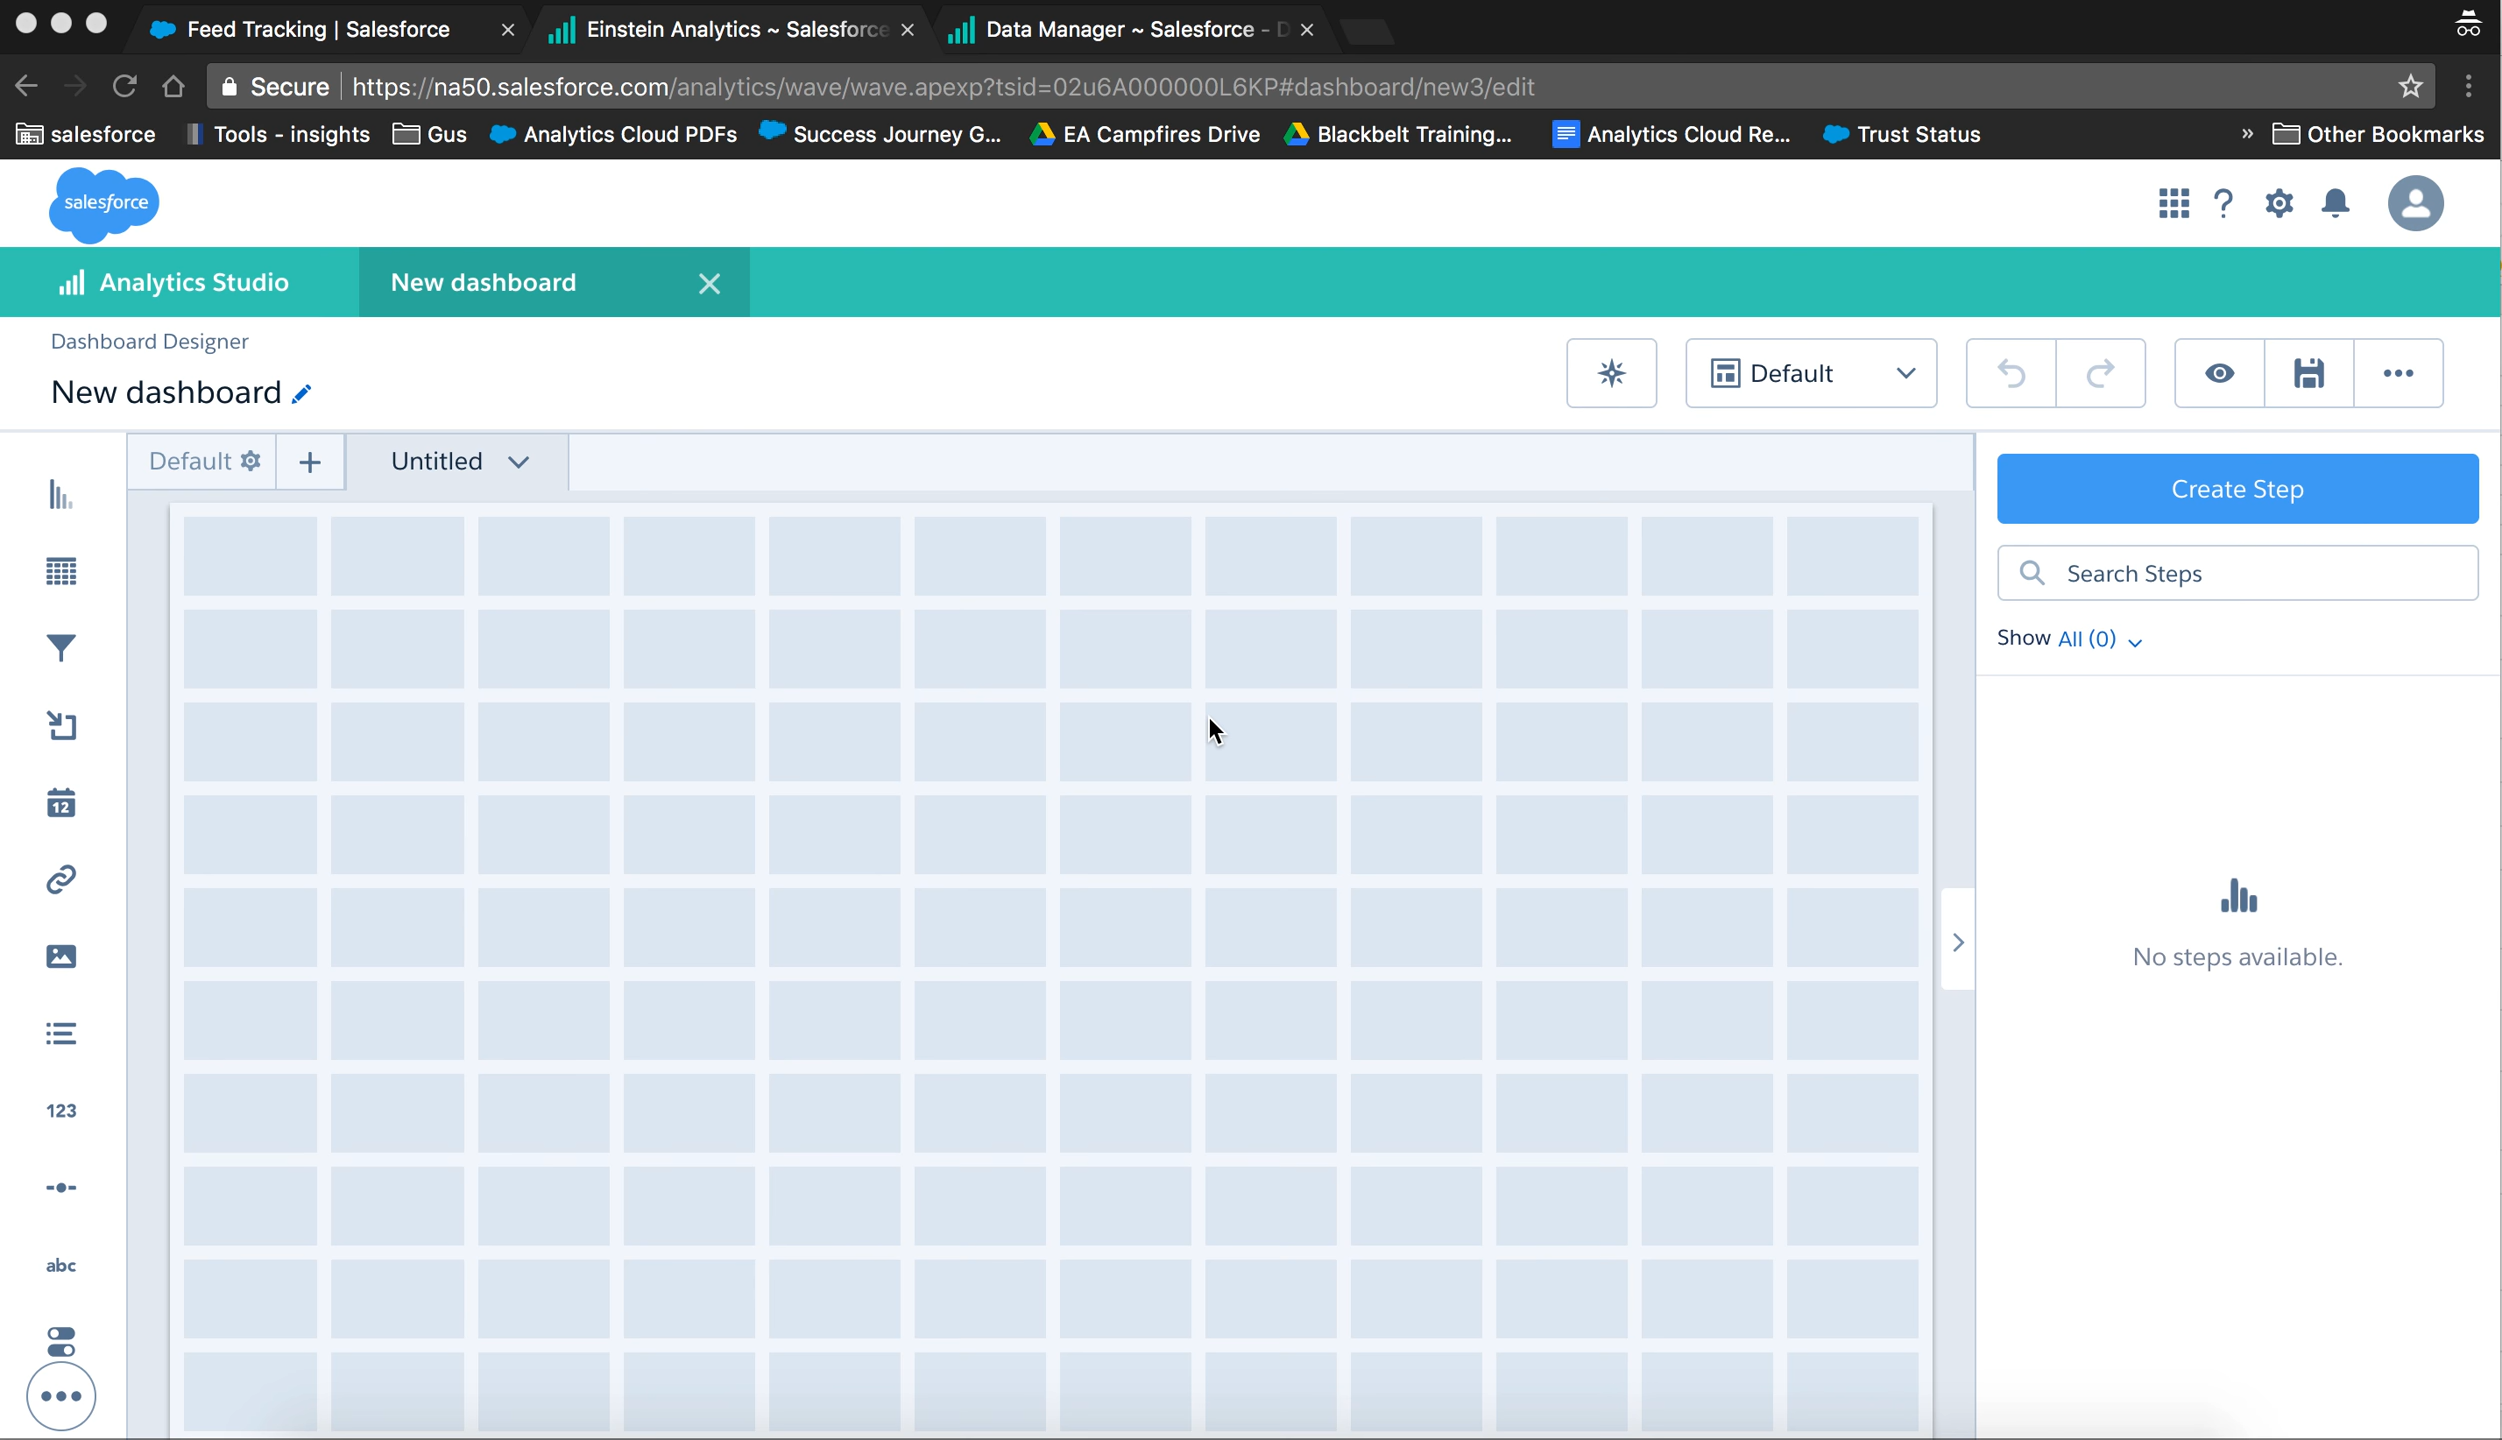 Feed Tracking | Salesforce
Einstein Analytics ~ Salesforce
Data Manager ~ Salesforce - D
Secure
https://na50.salesforce.com/analytics/wave/wave.apexp?tsid=02u6A000000L6KP#dashboard/new3/edit
salesforce
Tools - insights
Gus
Analytics Cloud PDFs
Success Journey G...
EA Campfires Drive
Blackbelt Training...
Analytics Cloud Re...
Trust Status
»
Other Bookmarks
salesforce
Analytics Studio
New dashboard
Dashboard Designer
New dashboard
Default
Default
Untitled
Create Step
Search Steps
Show All (0)
12
No steps available.
123
abc